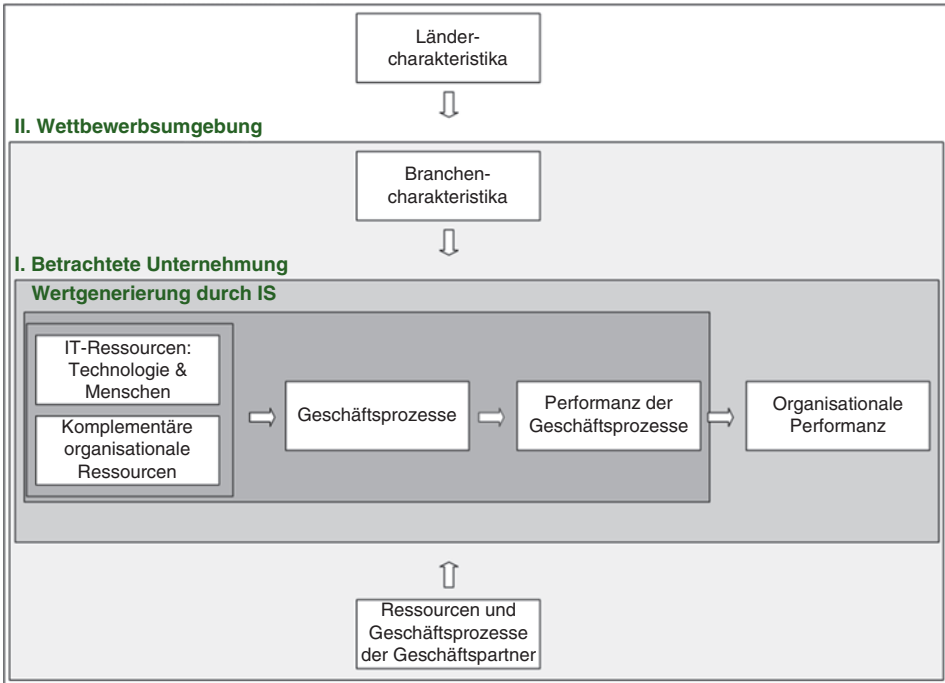 Länder-
charakteristika
II. Wettbewerbsumgebung
Branchen-
charakteristika
I. Betrachtete Unternehmung
Wertgenerierung durch IS
IT-Ressourcen:
Technologie &
Menschen
Komplementäre
organisationale
Ressourcen
Geschäftsprozesse
Performanz der
Geschäftsprozesse
Organisationale
Performanz
Ressourcen und
Geschäftsprozesse
der Geschäftspartner